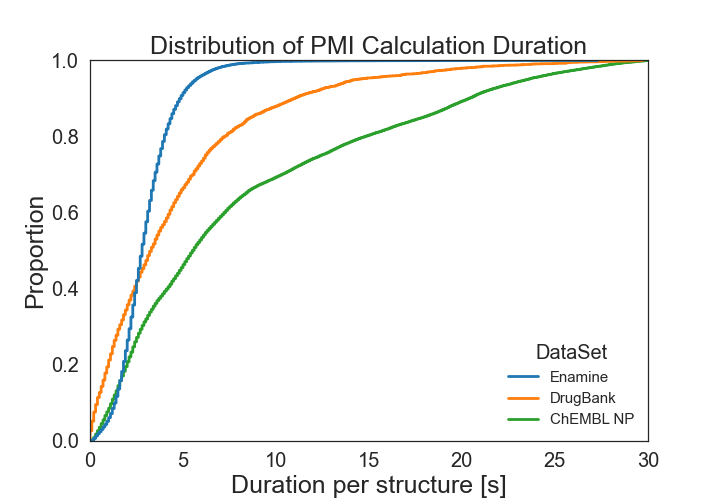 Distribution of PMI Calculation Duration
1.0
0.8
0.6
0.4
0.2
0.0
Proportion
DataSet
Enamine
DrugBank
ChEMBL NP
0 5 10 15 20 25 30
Duration per structure [s]